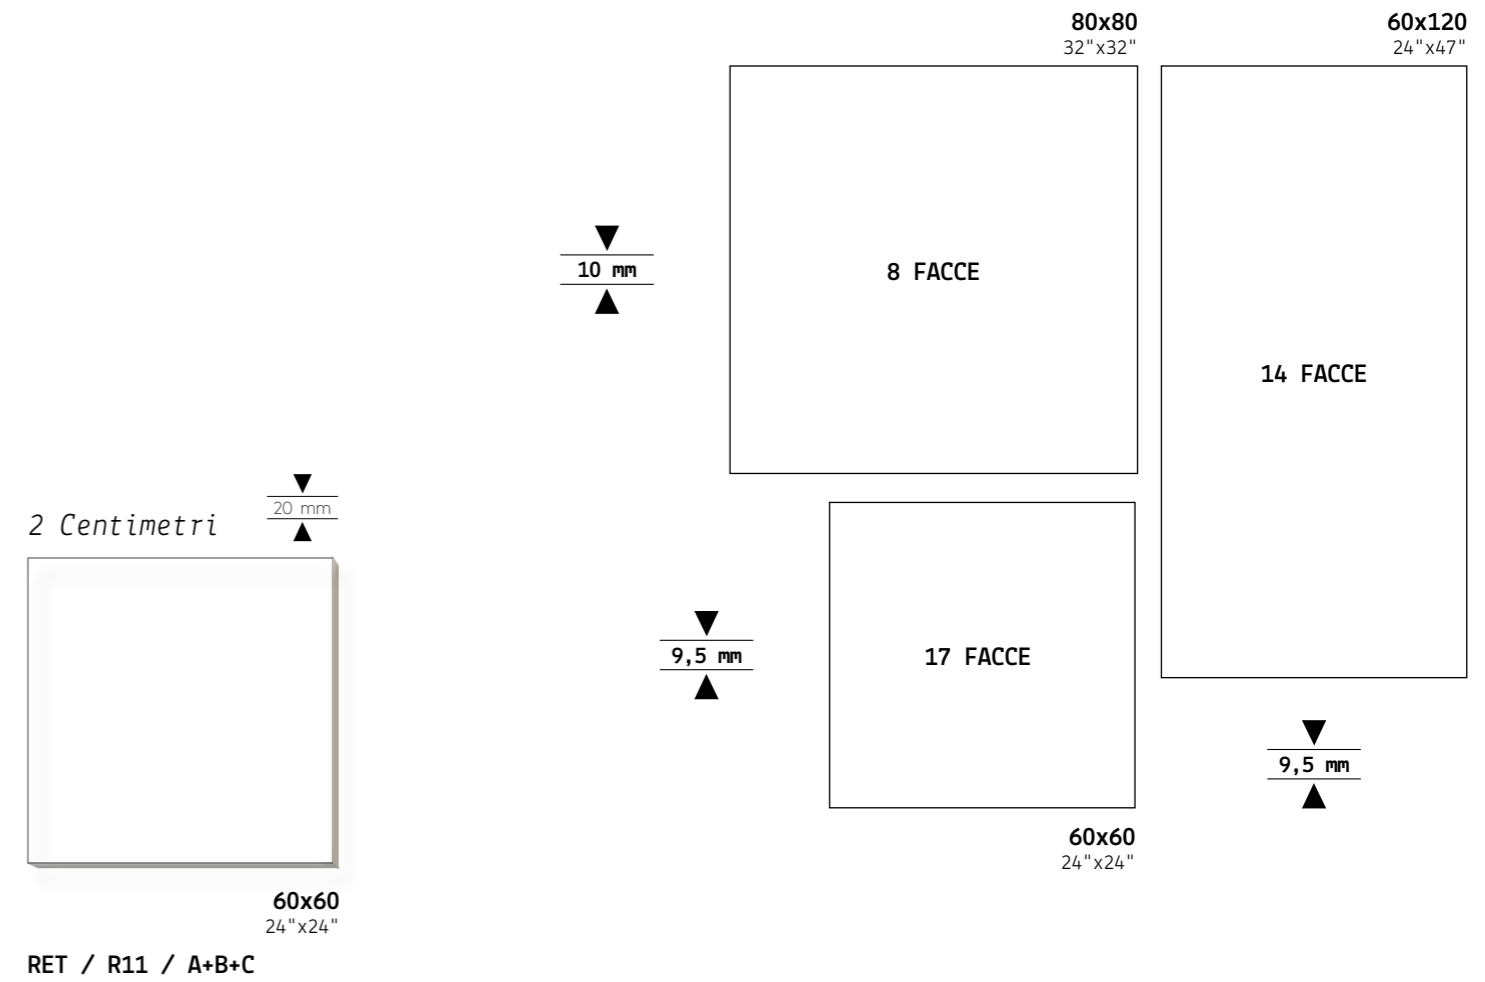 80x80
32"x32"
60x120
24"x47"
10 mm
8 FACCE
14 FACCE
20 mm
2 Centimetri
9,5 mm
17 FACCE
9,5 mm
60x60
24"x24"
60x60
24"x24"
RET / R11 / A+B+C